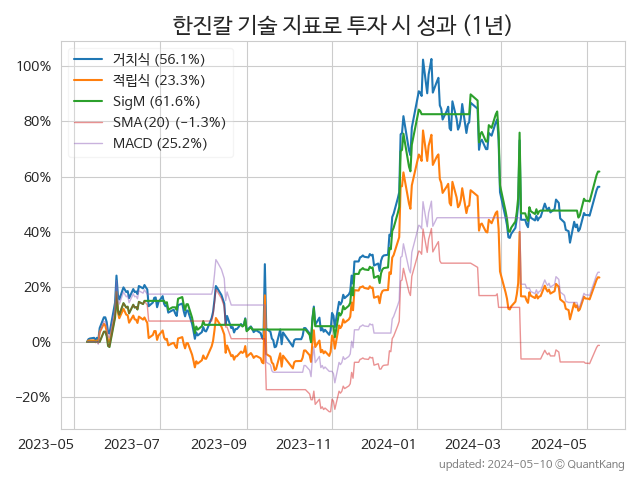 한진칼 기술 지표로 투자 시 성과 (1년)
거치식 (56.1%)
적립식 (23.3%)
SigM (61.6%)
SMA(20) (−1.3%)
MACD (25.2%)
100%
80%
60%
40%
20%
0%
−20%
2023-05 2023-07 2023-09 2023-11 2024-01 2024-03 2024-05
updated: 2024-05-10 © QuantKang